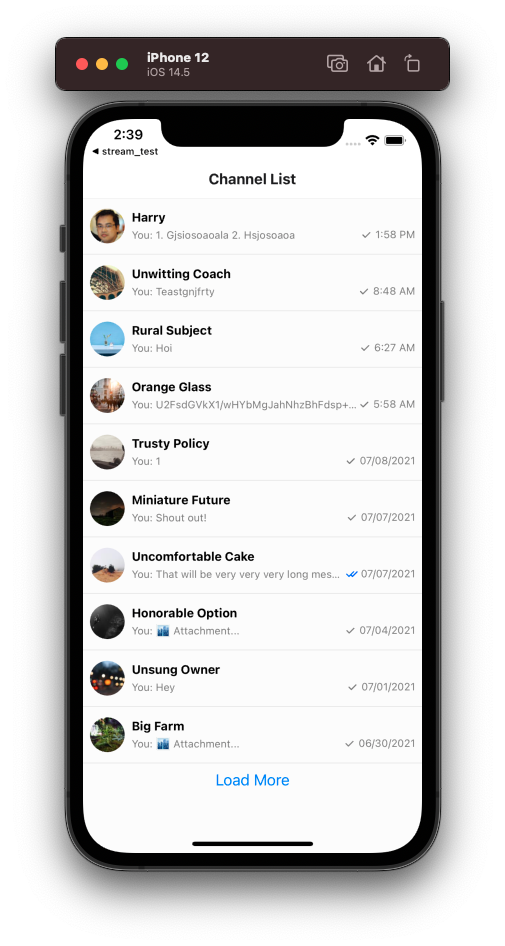 iPhone 12
iOS 14.5
2:39
◀ stream_test
Channel List
Harry
You: 1. Gjsiosoaoala 2. Hsjosoaoa 1:58 PM
Unwitting Coach
You: Teastgnjfrty 8:48 AM
Rural Subject
You: Hoi 6:27 AM
Orange Glass
You: U2FsdGVkX1/wHYbMgJahNhzBhFdsp+... 5:58 AM
Trusty Policy
You: 1 07/08/2021
Miniature Future
You: Shout out! 07/07/2021
Uncomfortable Cake
You: That will be very very very long mes... 07/07/2021
Honorable Option
You: 🏙️ Attachment... 07/04/2021
Unsung Owner
You: Hey 07/01/2021
Big Farm
You: 🏙️ Attachment... 06/30/2021
Load More